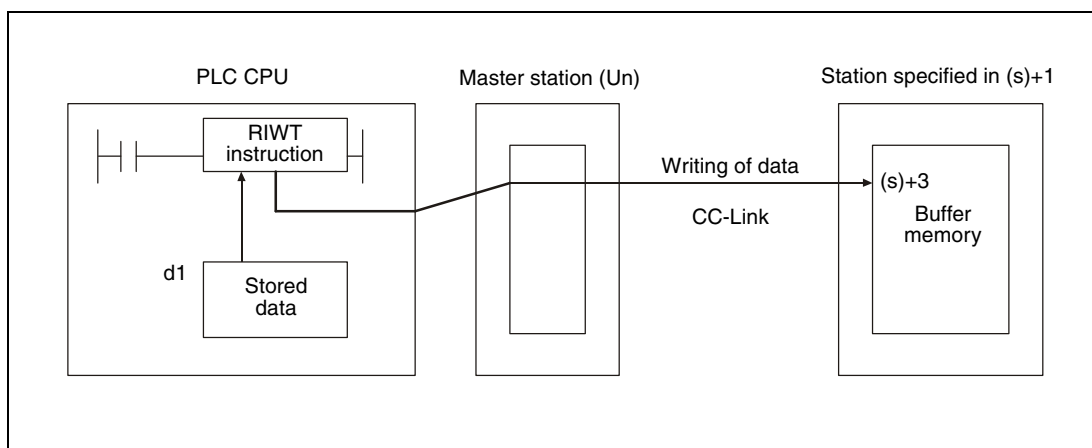 PLC CPU
Master station (Un)
Station specified in (s)+1
RIWT
instruction
Writing of data
(s)+3
CC-Link
Buffer
memory
d1
Stored
data